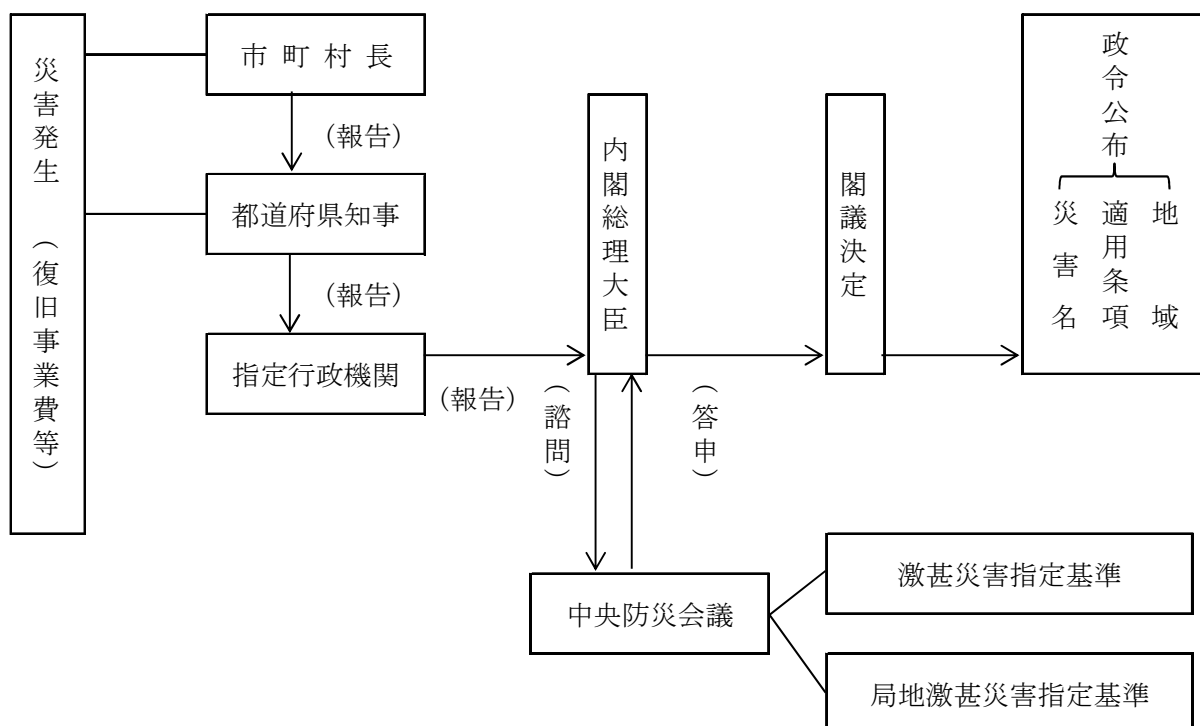 災害発生 (復旧事業費等)
市町村長
(報告)
都道府県知事
(報告)
指定行政機関
(報告)
内閣総理大臣
(諮問)
(答申)
閣議決定
政令公布
地域
適用条項
災害名
中央防災会議
激甚災害指定基準
局地激甚災害指定基準